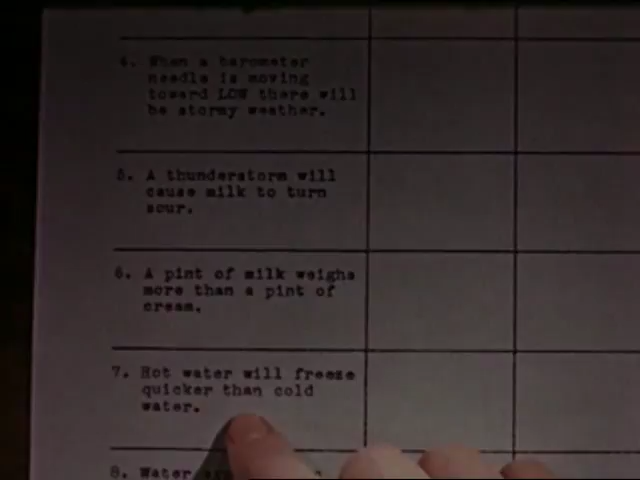 4. When a barometer
needle is moving
toward LOW there will
be stormy weather.
5. A thunderstorm will
cause milk to turn
sour.
6. A pint of milk weighs
more than a pint of
cream.
7. Hot water will freeze
quicker than cold
water.
8. Water